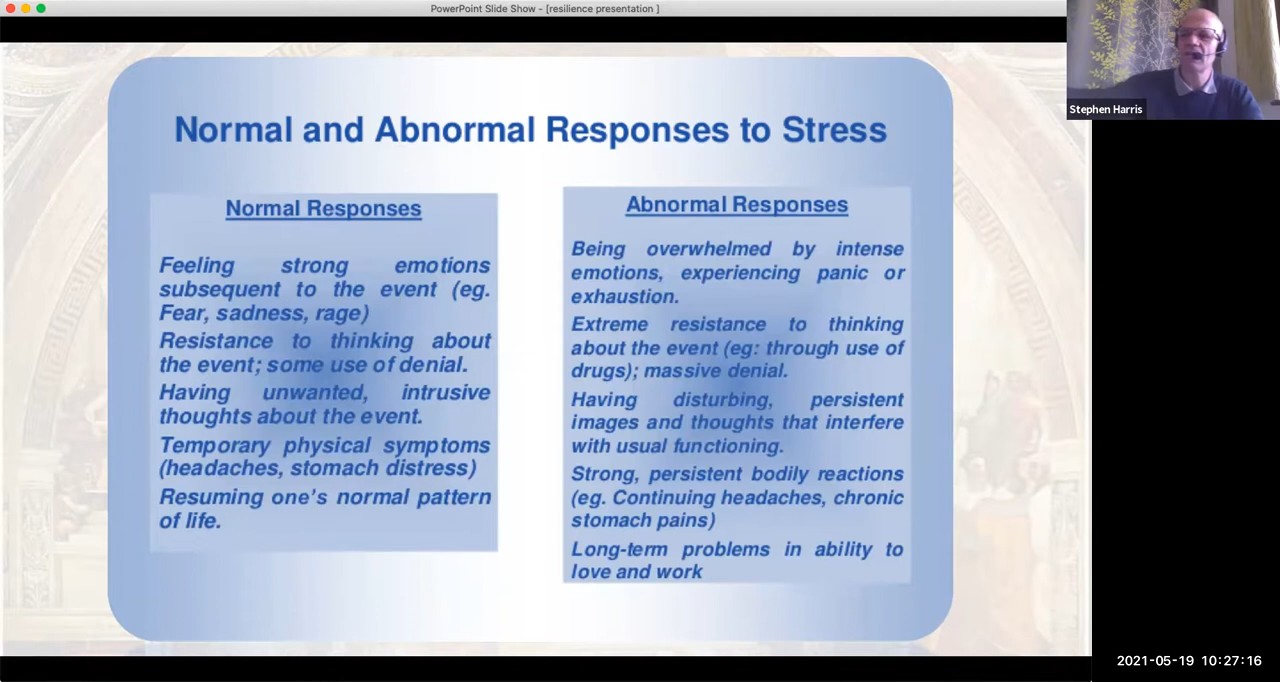 PowerPoint Slide Show - [resilience presentation ]
Stephen Harris
Normal and Abnormal Responses to Stress
Normal Responses
Feeling strong emotions
subsequent to the event (eg.
Fear, sadness, rage)
Resistance to thinking about
the event; some use of denial.
Having unwanted, intrusive
thoughts about the event.
Temporary physical symptoms
(headaches, stomach distress)
Resuming one's normal pattern
of life.
Abnormal Responses
Being overwhelmed by intense
emotions, experiencing panic or
exhaustion.
Extreme resistance to thinking
about the event (eg: through use of
drugs); massive denial.
Having disturbing, persistent
images and thoughts that interfere
with usual functioning.
Strong, persistent bodily reactions
(eg. Continuing headaches, chronic
stomach pains)
Long-term problems in ability to
love and work
2021-05-19 10:27:16